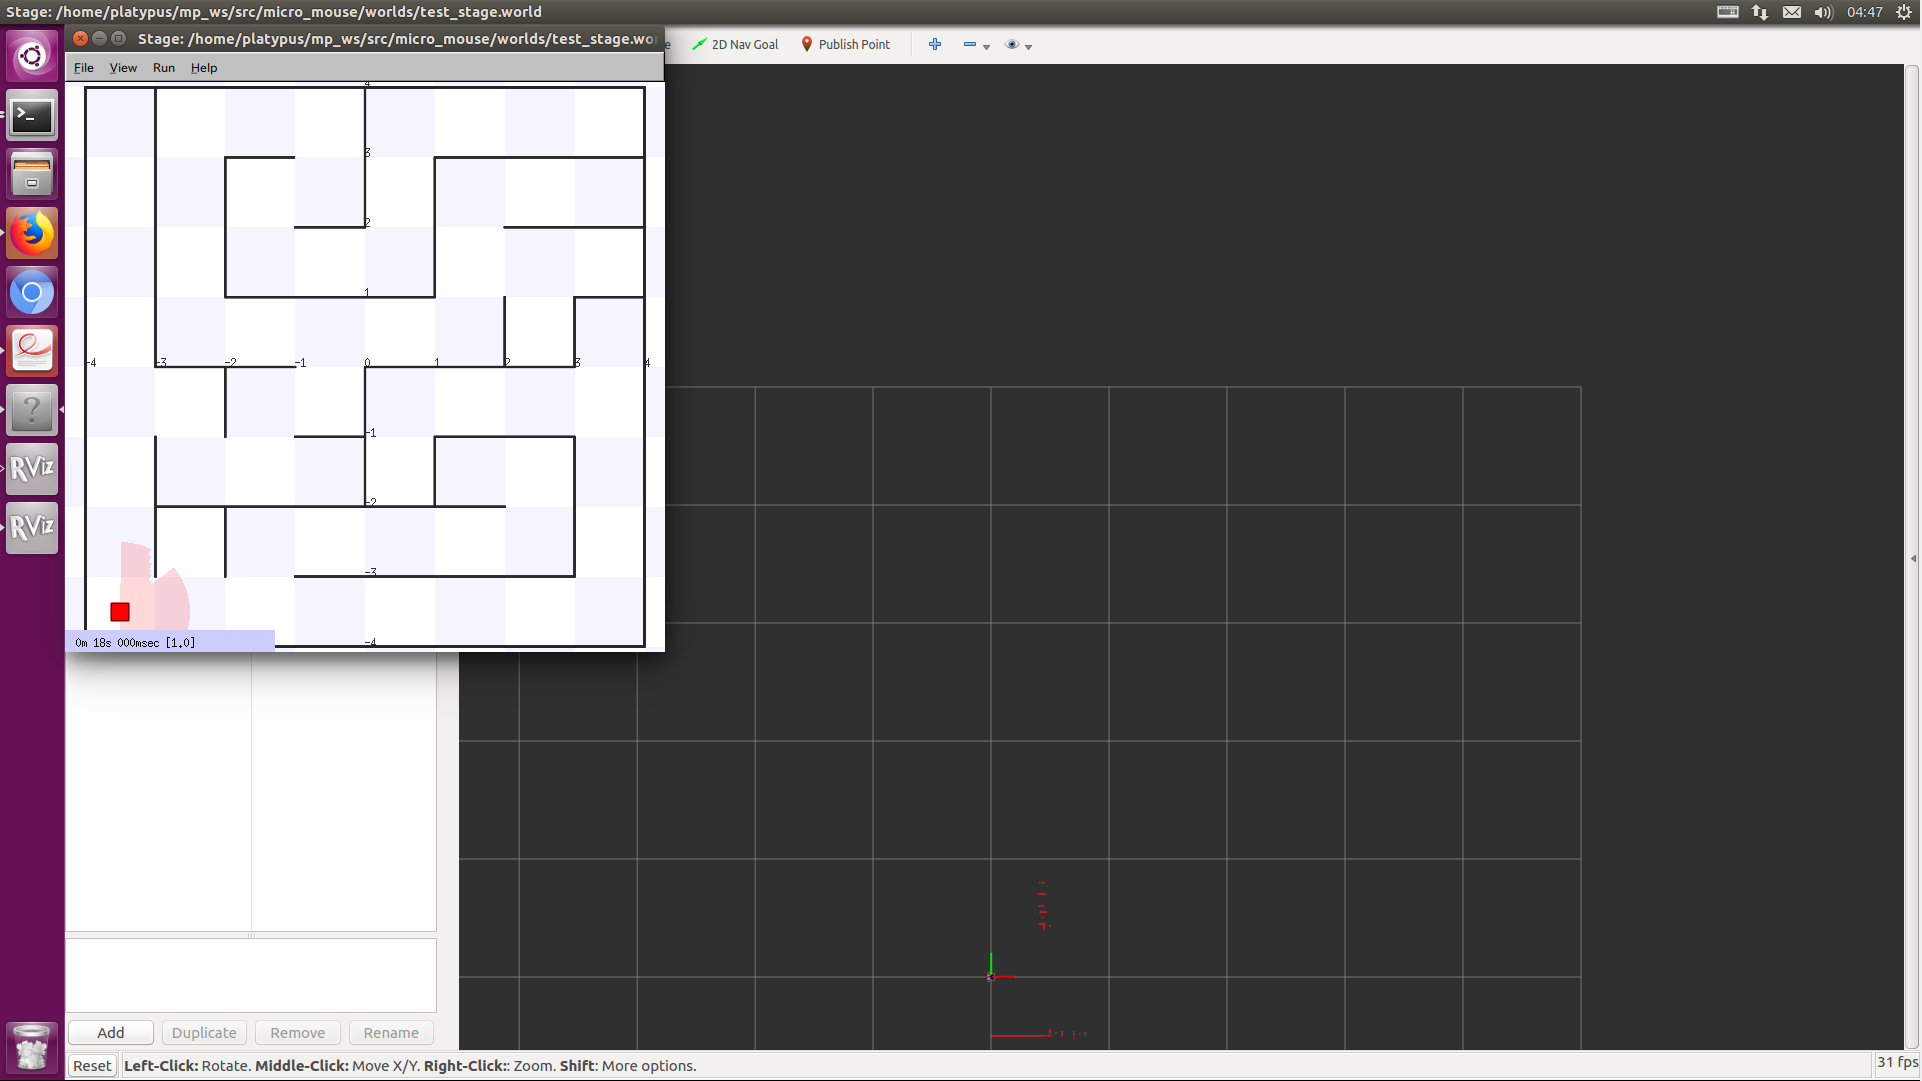 Stage: /home/platypus/mp_ws/src/micro_mouse/worlds/test_stage.world
04:47
Stage: /home/platypus/mp_ws/src/micro_mouse/worlds/test_stage.wor
e
2D Nav Goal
Publish Point
File View Run Help
4
3
2
1
-4 -3 -2 -1 0 1 2 3 4
-1
-2
-3
-4
0m 18s 000msec [1.0]
RViz
RViz
Add Duplicate Remove Rename
Reset Left-Click: Rotate. Middle-Click: Move X/Y. Right-Click:: Zoom. Shift: More options. 31 fps